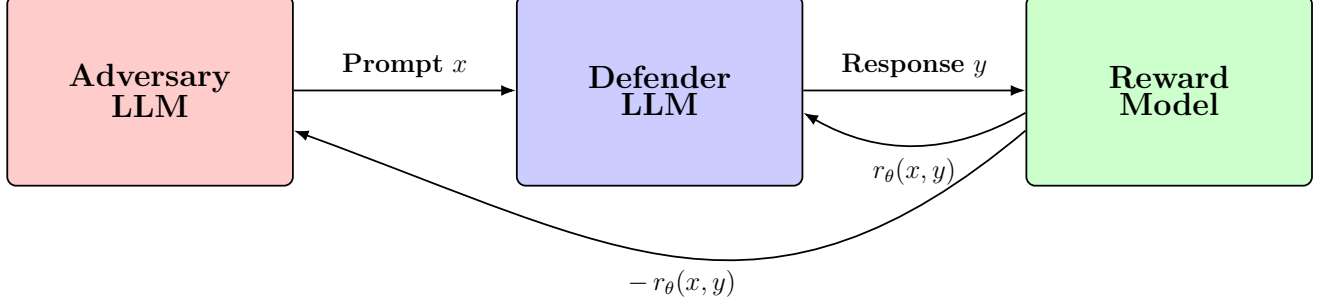 Adversary
LLM
Prompt x
Defender
LLM
Response y
Reward
Model
r_θ(x, y)
− r_θ(x, y)